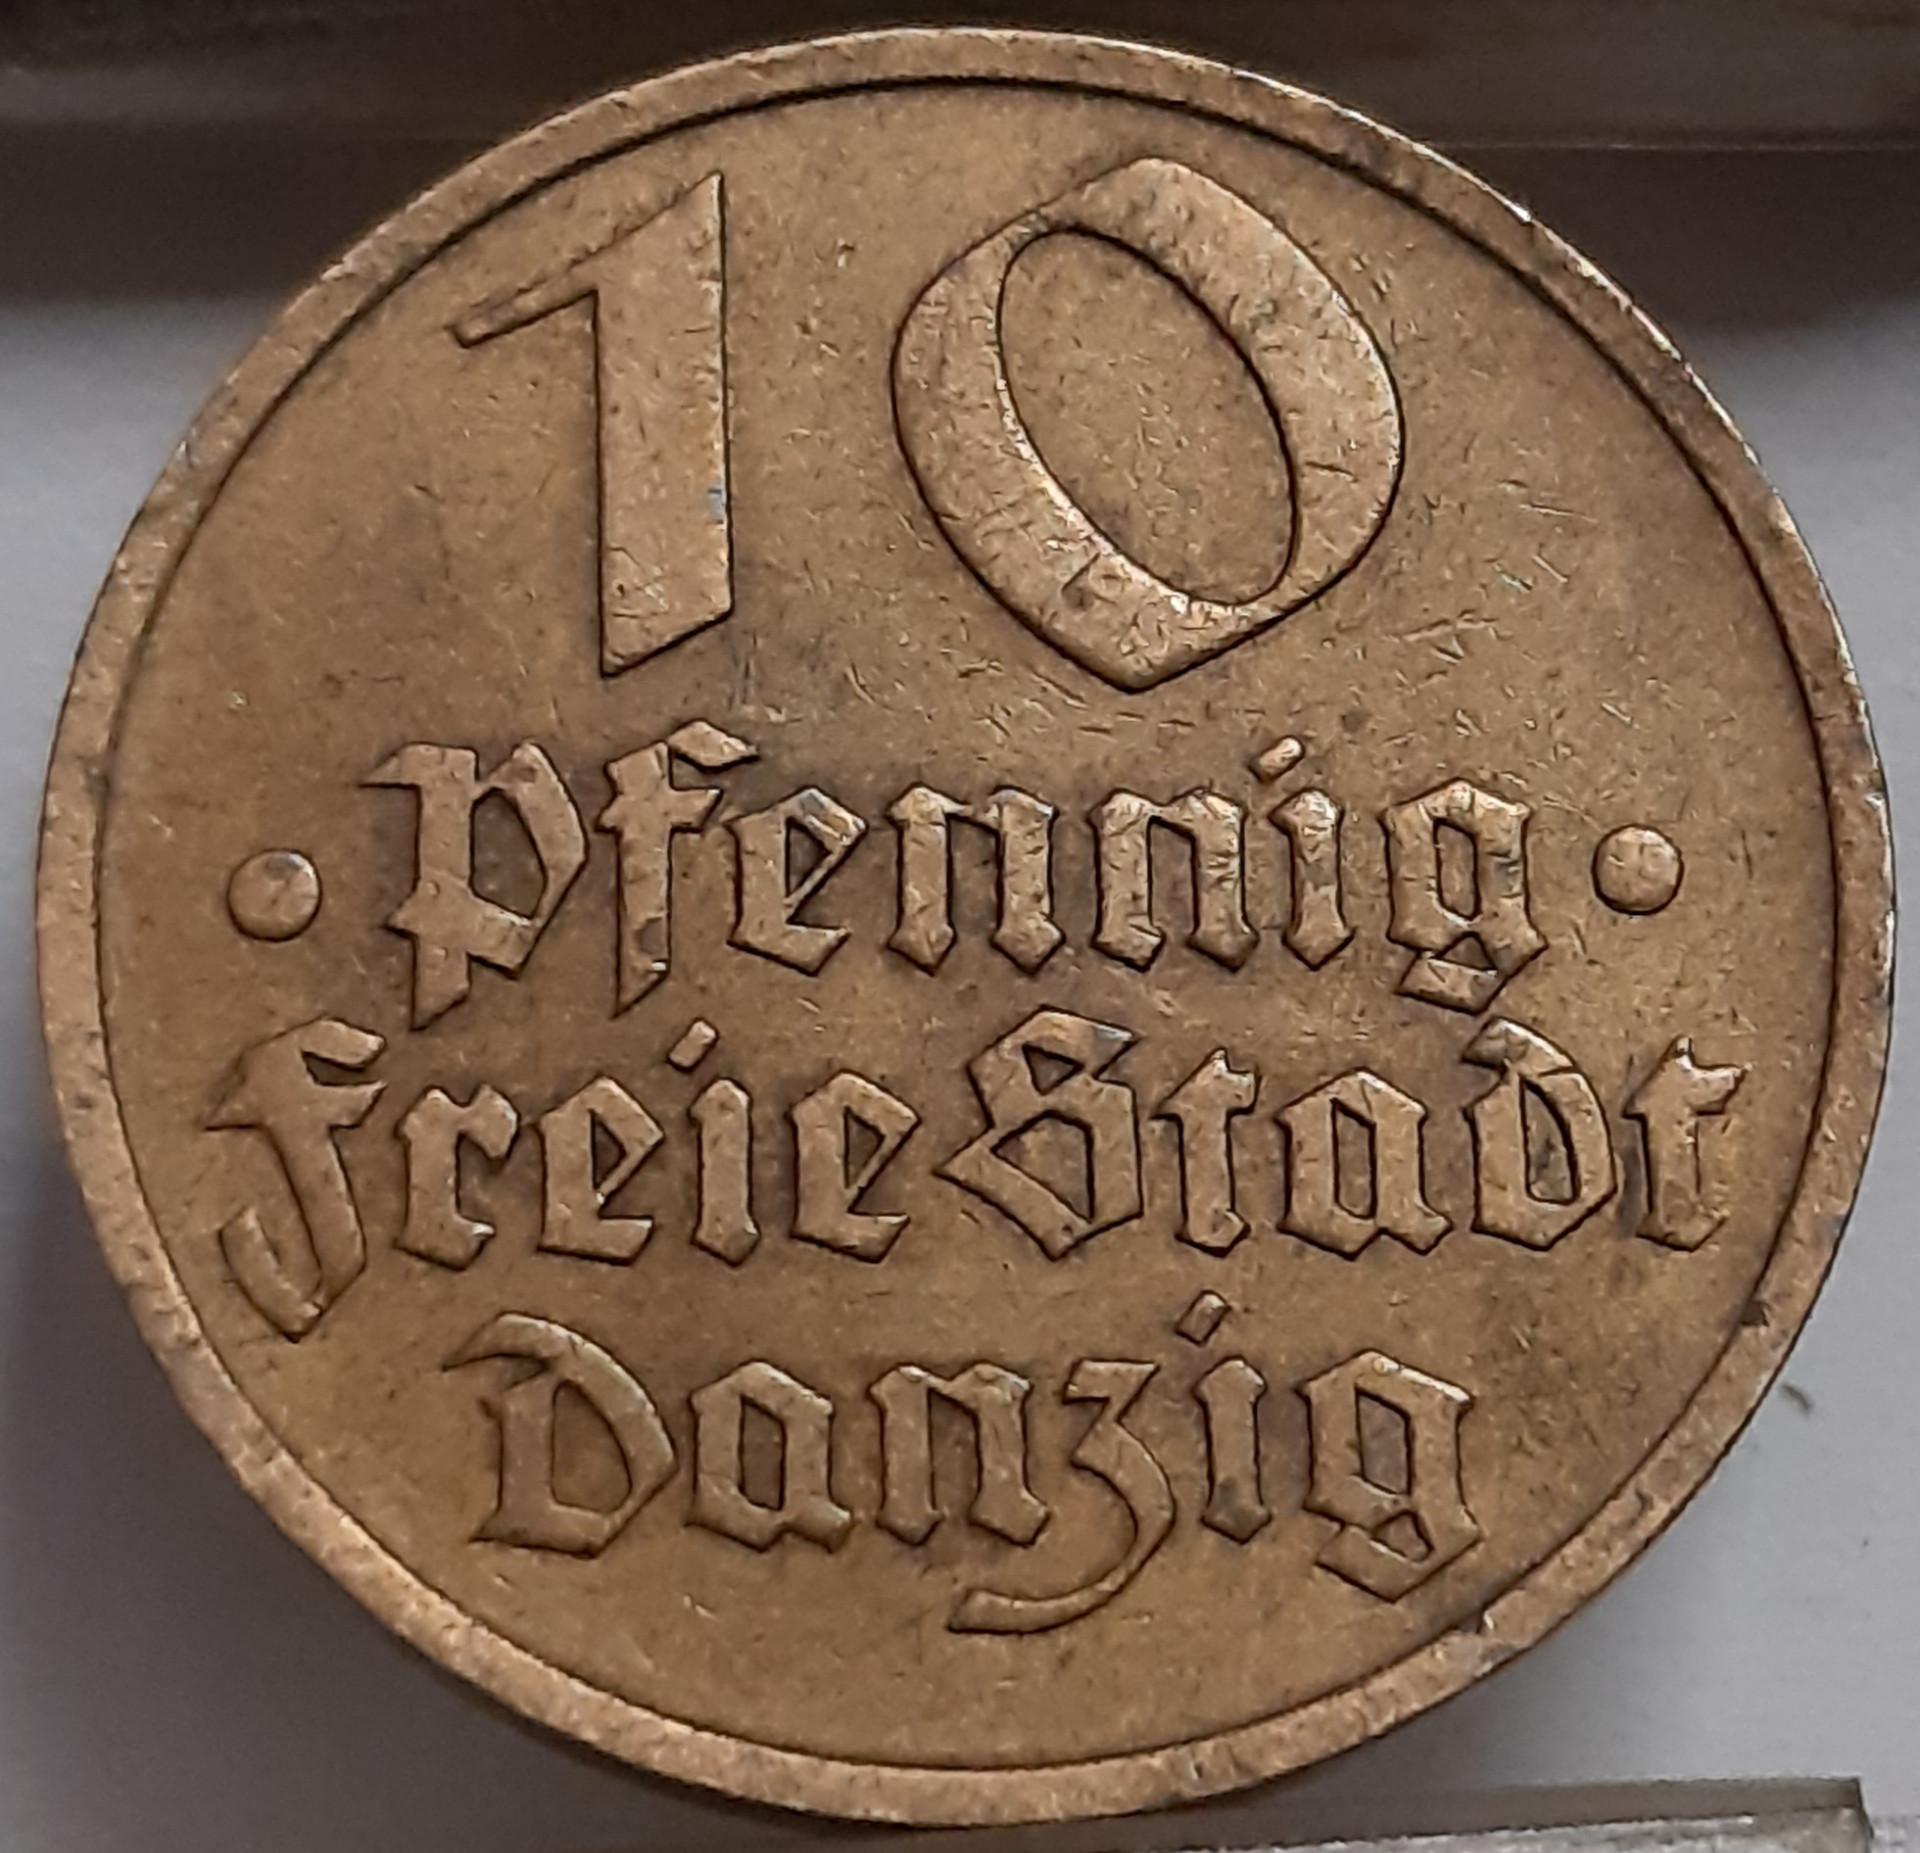 10
· Pfennig ·
Freie Stadt
Danzig